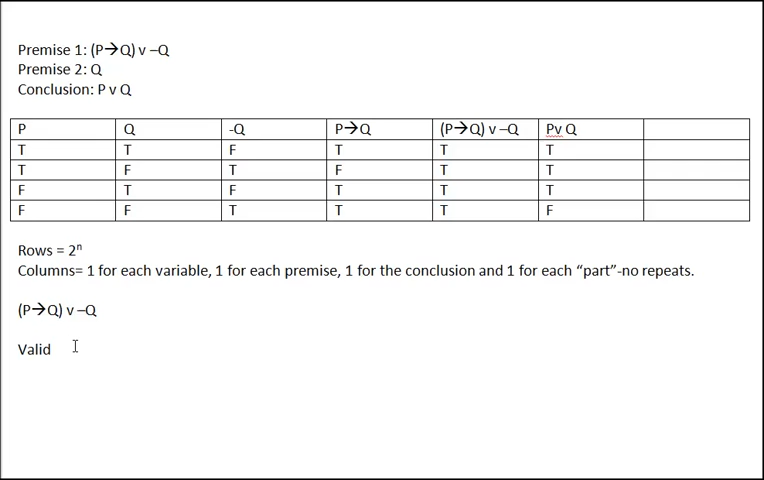 Premise 1: (P→Q) v –Q
Premise 2: Q
Conclusion: P v Q
P Q -Q P→Q (P→Q) v –Q Pv Q
T T F T T T
T F T F T T
F T F T T T
F F T T T F
Rows = 2ⁿ
Columns= 1 for each variable, 1 for each premise, 1 for the conclusion and 1 for each “part”-no repeats.
(P→Q) v –Q
Valid